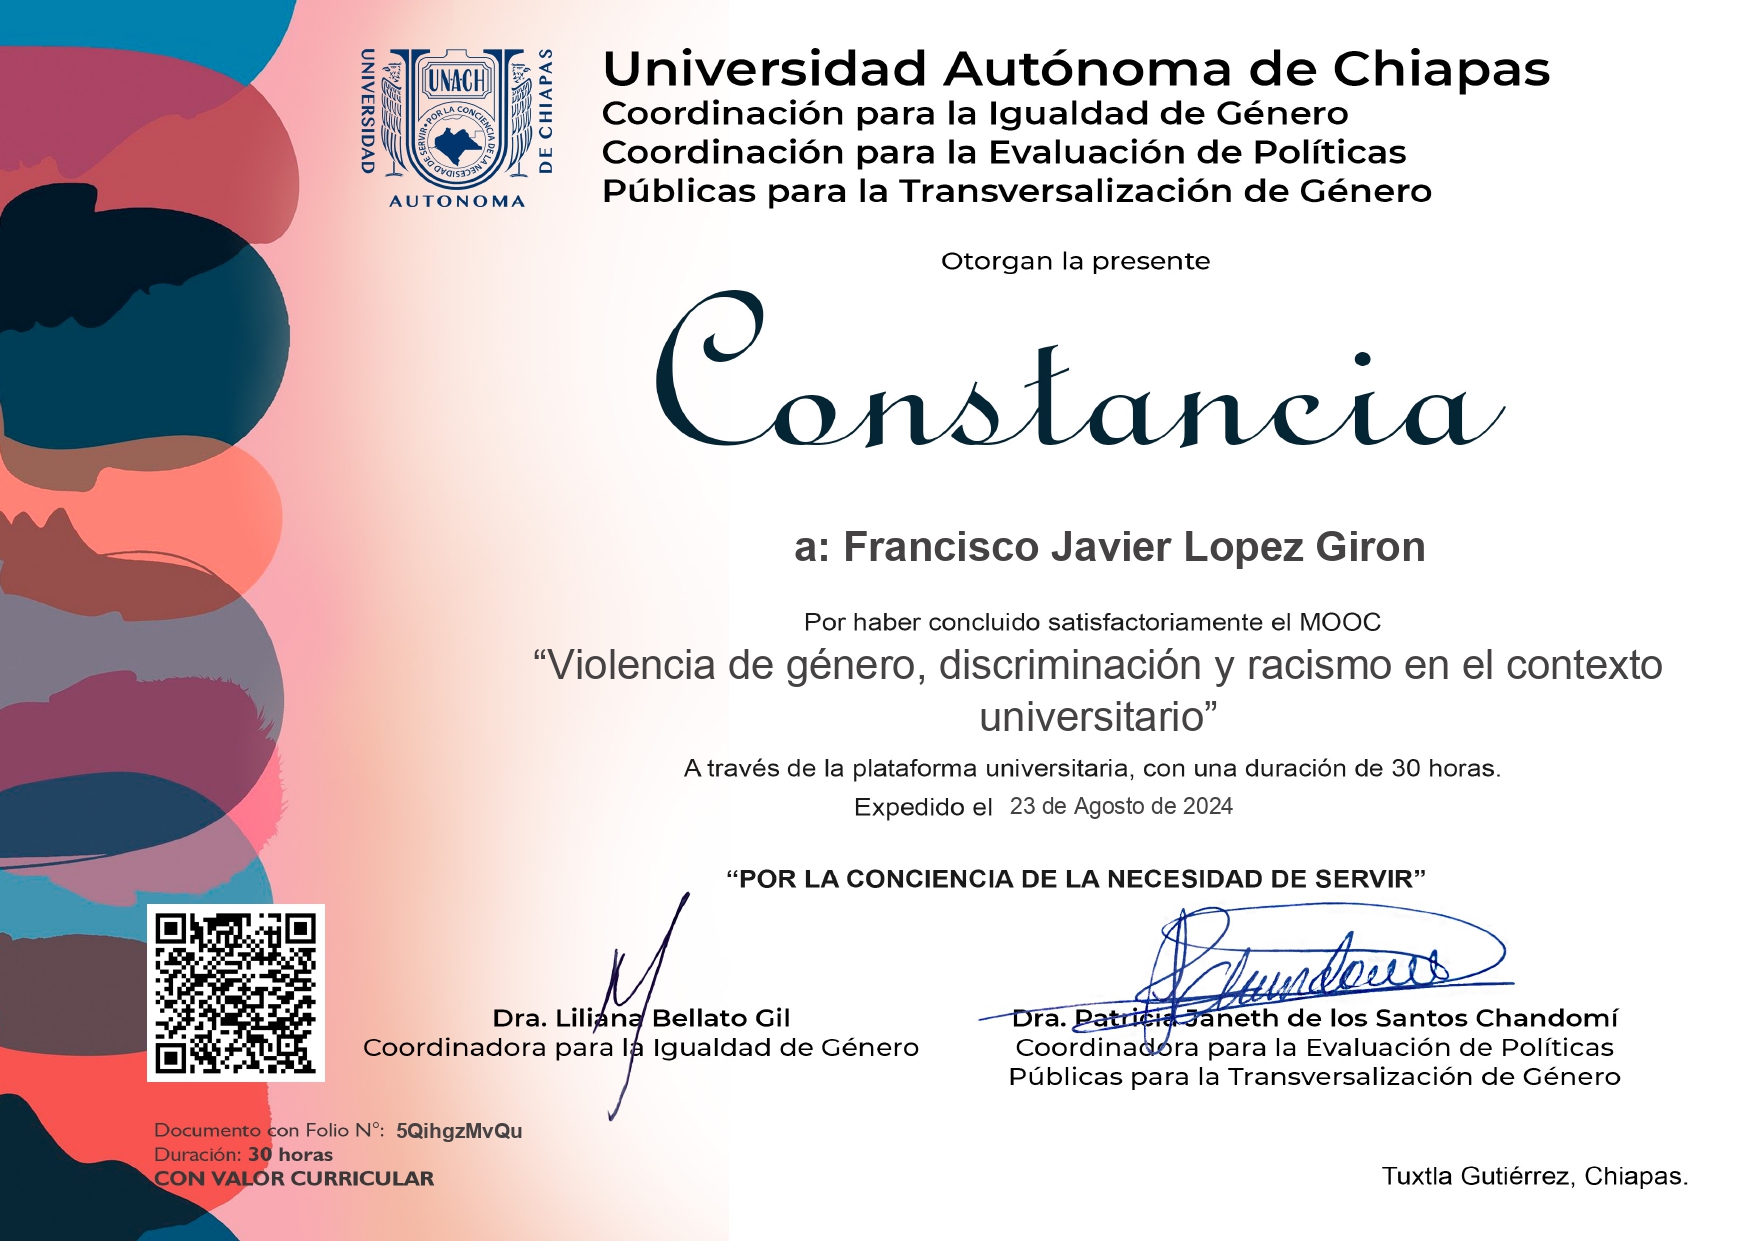 UNIVERSIDAD
UNACH
POR LA CONCIENCIA DE LA NECESIDAD DE SERVIR
DE CHIAPAS
AUTONOMA
Universidad Autónoma de Chiapas
Coordinación para la Igualdad de Género
Coordinación para la Evaluación de Políticas
Públicas para la Transversalización de Género
Otorgan la presente
Constancia
a: Francisco Javier Lopez Giron
Por haber concluido satisfactoriamente el MOOC
“Violencia de género, discriminación y racismo en el contexto
universitario”
A través de la plataforma universitaria, con una duración de 30 horas.
Expedido el 23 de Agosto de 2024
“POR LA CONCIENCIA DE LA NECESIDAD DE SERVIR”
Dra. Liliana Bellato Gil
Coordinadora para la Igualdad de Género
Dra. Patricia Janeth de los Santos Chandomí
Coordinadora para la Evaluación de Políticas
Públicas para la Transversalización de Género
Documento con Folio N°: 5QihgzMvQu
Duración: 30 horas
CON VALOR CURRICULAR
Tuxtla Gutiérrez, Chiapas.